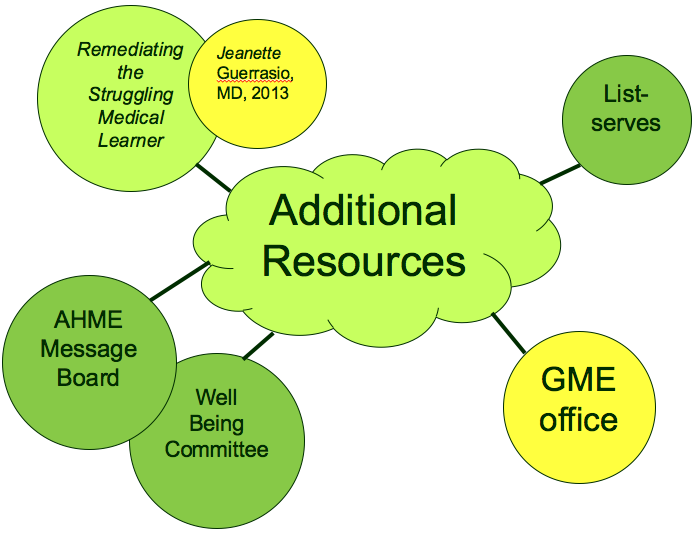 Remediating
the
Struggling
Medical
Learner
Jeanette
Guerrasio,
MD, 2013
List-
serves
Additional
Resources
AHME
Message
Board
Well
Being
Committee
GME
office